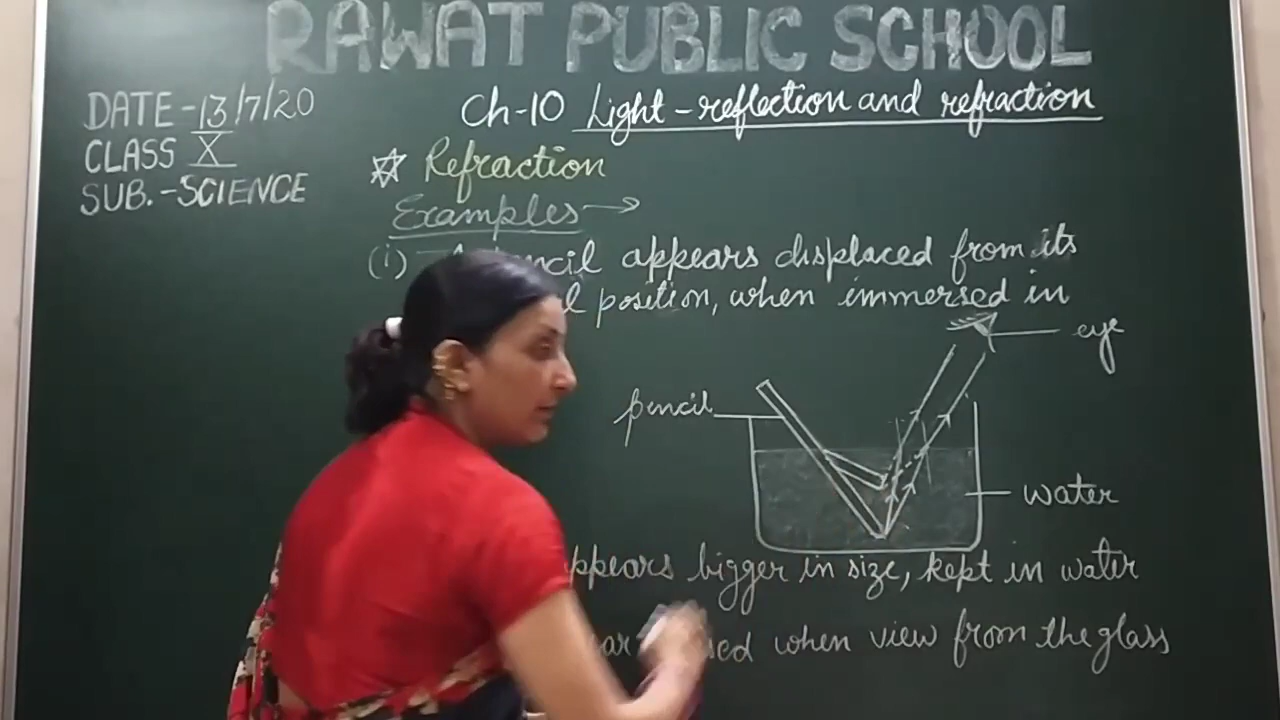 RAWAT PUBLIC SCHOOL
DATE - 13/7/20
CLASS X
SUB. - SCIENCE
Ch-10 Light - reflection and refraction
Refraction
Examples →
(i) appears displaced from its
position, when immersed in
eye
pencil
water
bigger in size, kept in water
when view from the glass